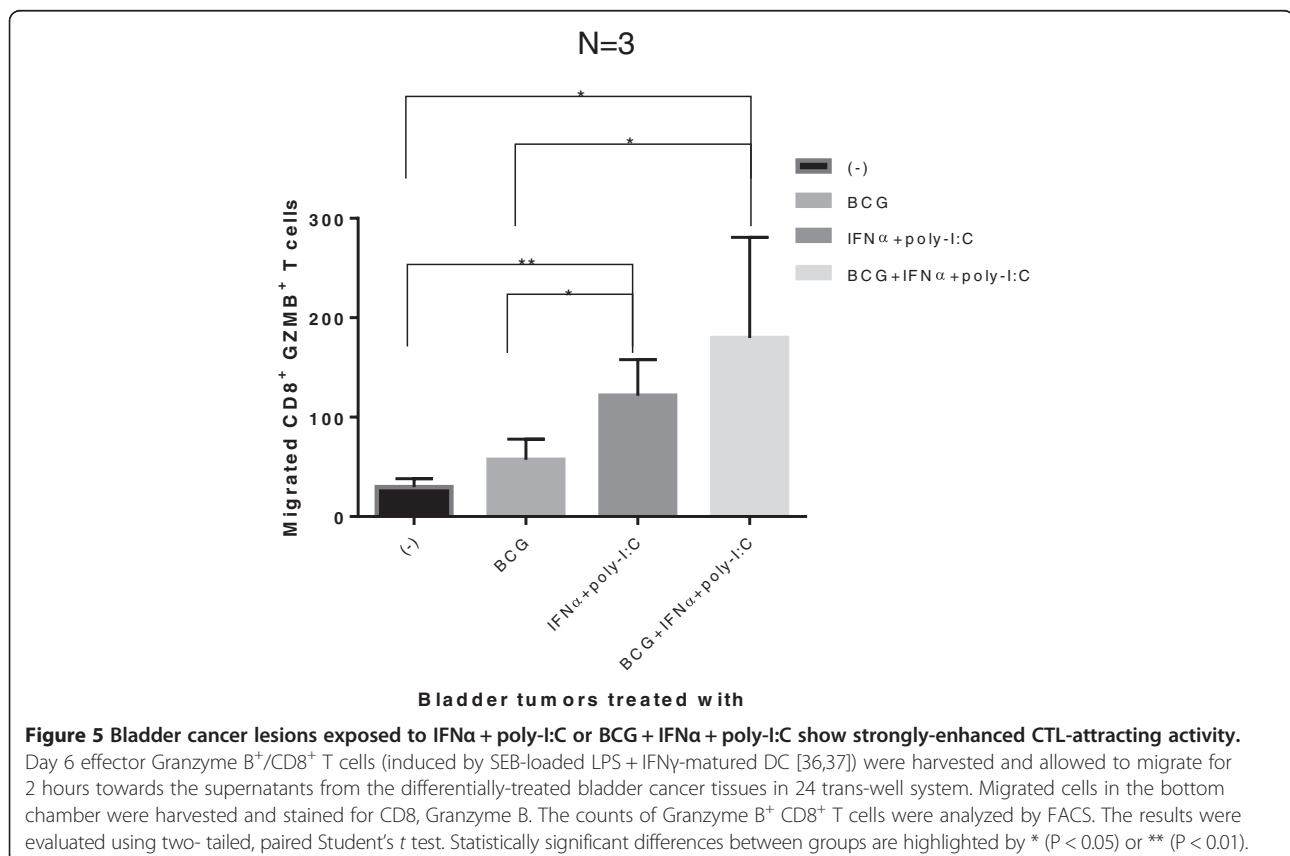 N=3
*
*
(-)
BCG
IFNα+poly-I:C
BCG+IFNα+poly-I:C
**
*
300
200
100
0
Migrated CD8⁺ GZMB⁺ T cells
(-)
BCG
IFNα+poly-I:C
BCG+IFNα+poly-I:C
Bladder tumors treated with
Figure 5 Bladder cancer lesions exposed to IFNα + poly-I:C or BCG + IFNα + poly-I:C show strongly-enhanced CTL-attracting activity.
Day 6 effector Granzyme B⁺/CD8⁺ T cells (induced by SEB-loaded LPS + IFNγ-matured DC [36,37]) were harvested and allowed to migrate for
2 hours towards the supernatants from the differentially-treated bladder cancer tissues in 24 trans-well system. Migrated cells in the bottom
chamber were harvested and stained for CD8, Granzyme B. The counts of Granzyme B⁺ CD8⁺ T cells were analyzed by FACS. The results were
evaluated using two- tailed, paired Student's t test. Statistically significant differences between groups are highlighted by * (P < 0.05) or ** (P < 0.01).